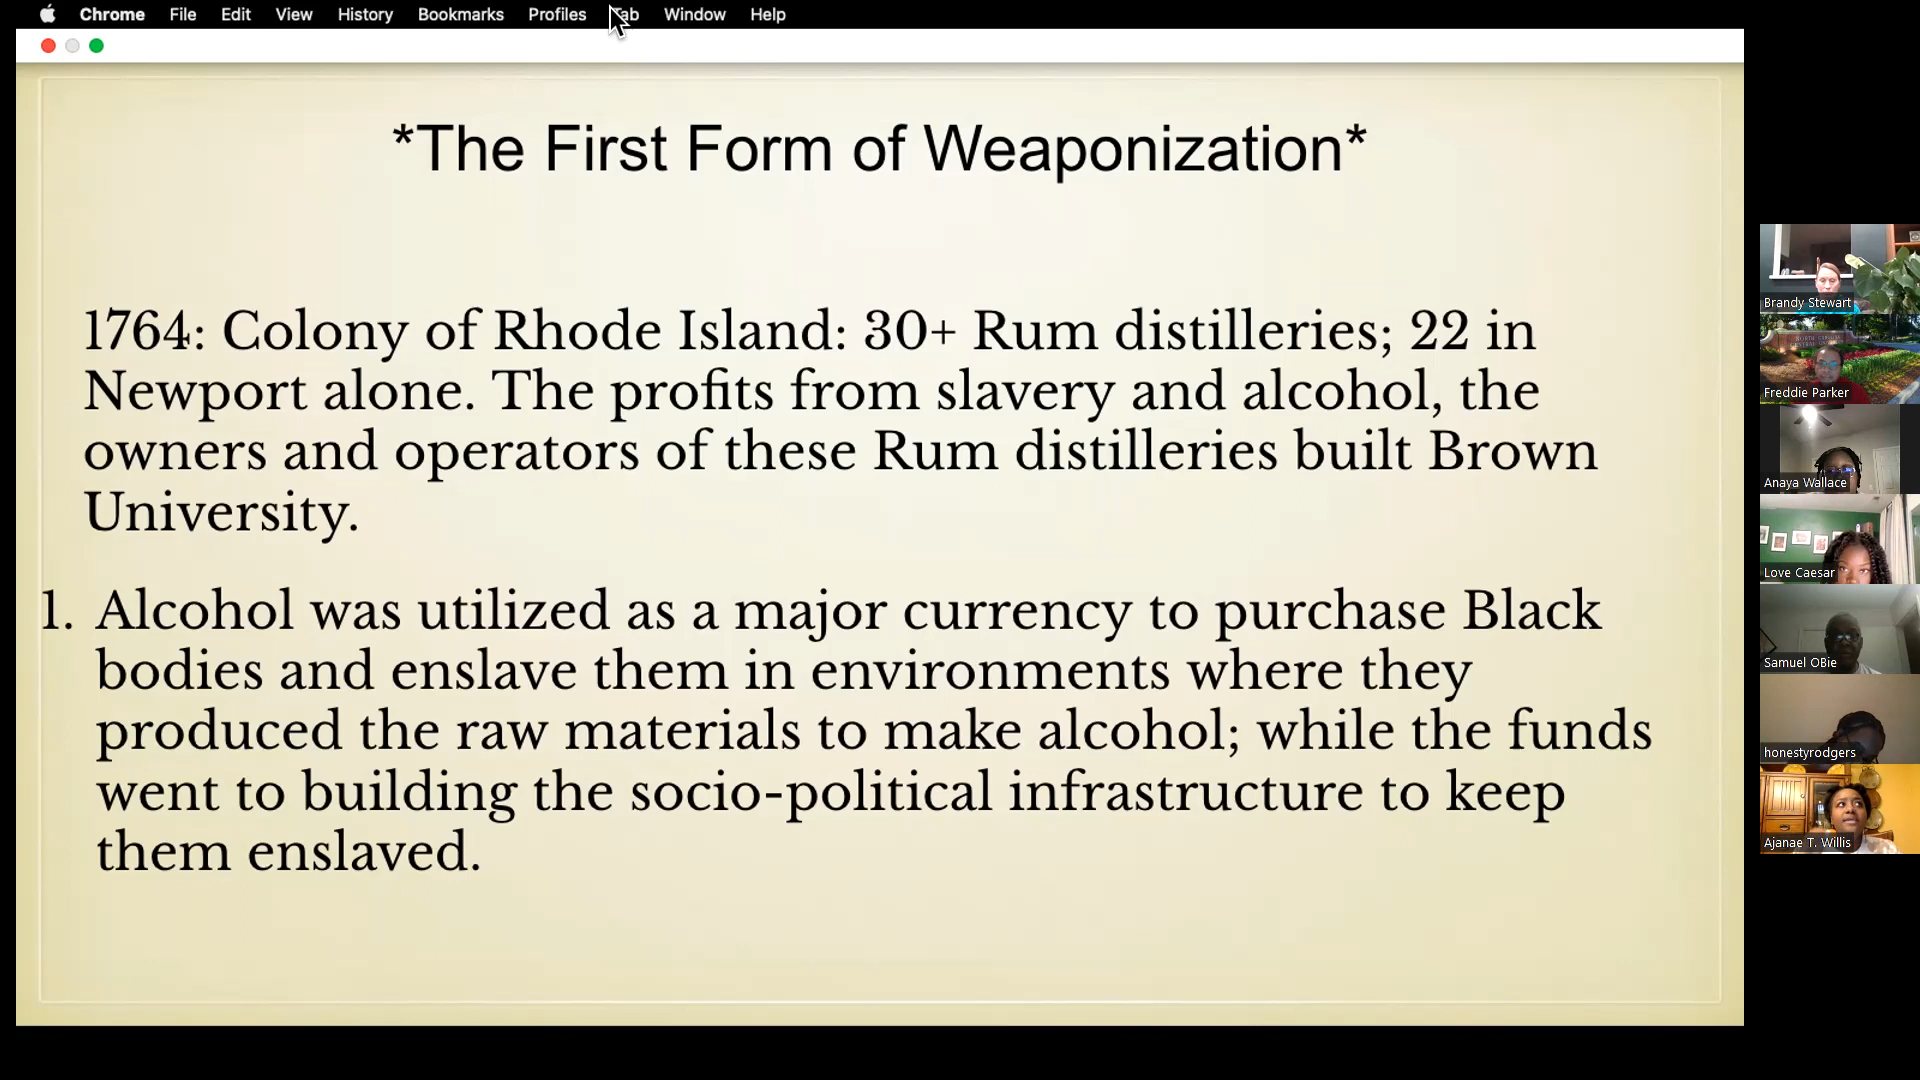 Chrome File Edit View History Bookmarks Profiles Tab Window Help
*The First Form of Weaponization*
1764: Colony of Rhode Island: 30+ Rum distilleries; 22 in
Newport alone. The profits from slavery and alcohol, the
owners and operators of these Rum distilleries built Brown
University.
1. Alcohol was utilized as a major currency to purchase Black
bodies and enslave them in environments where they
produced the raw materials to make alcohol; while the funds
went to building the socio-political infrastructure to keep
them enslaved.
Brandy Stewart
Freddie Parker
Anaya Wallace
Love Caesar
Samuel OBie
honestyrodgers
Ajanae T. Willis